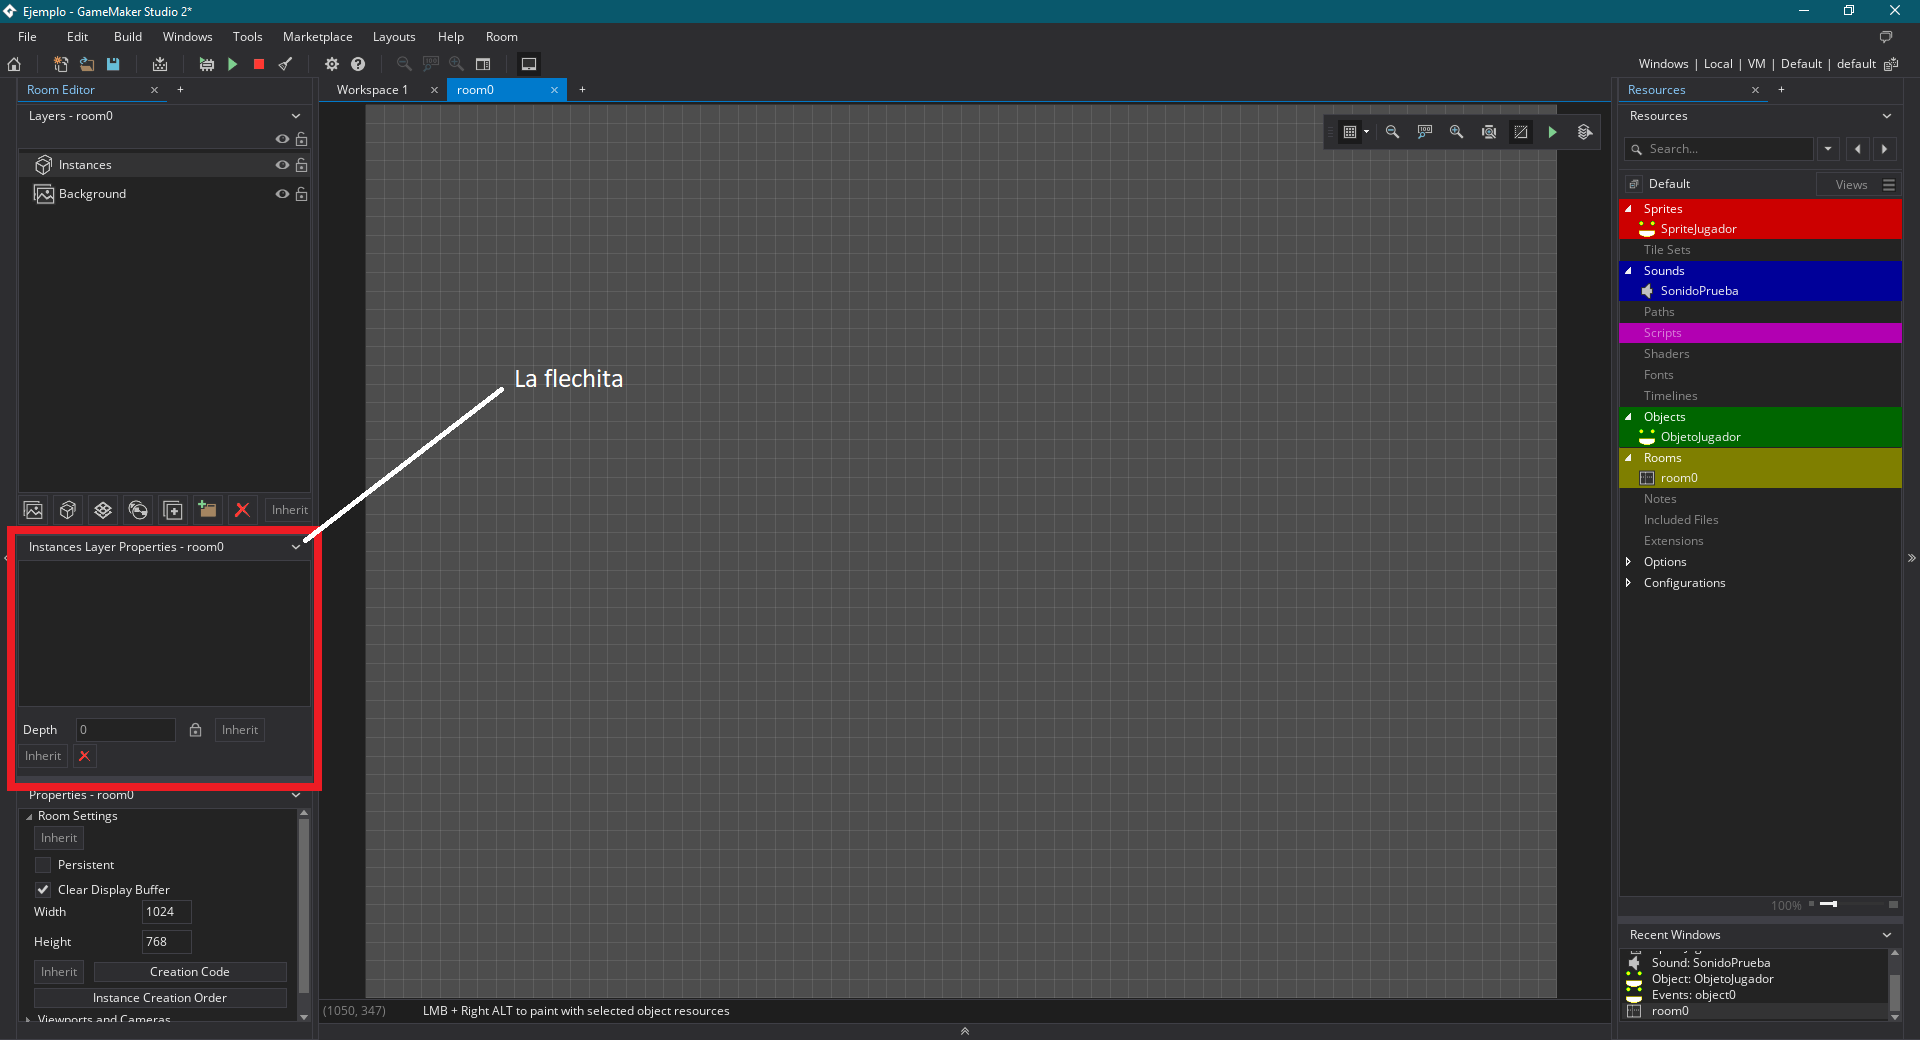 Ejemplo - GameMaker Studio 2*
File Edit Build Windows Tools Marketplace Layouts Help Room
Windows | Local | VM | Default | default
Room Editor
Layers - room0
Instances
Background
Inherit
Instances Layer Properties - room0
Depth 0 Inherit
Inherit
Properties - room0
Room Settings
Inherit
Persistent
Clear Display Buffer
Width 1024
Height 768
Inherit Creation Code
Instance Creation Order
Viewports and Cameras
Workspace 1
room0
La flechita
(1050, 347) LMB + Right ALT to paint with selected object resources
Resources
Resources
Search...
Default Views
Sprites
SpriteJugador
Tile Sets
Sounds
SonidoPrueba
Paths
Scripts
Shaders
Fonts
Timelines
Objects
ObjetoJugador
Rooms
room0
Notes
Included Files
Extensions
Options
Configurations
100%
Recent Windows
Sound: SonidoPrueba
Object: ObjetoJugador
Events: object0
room0